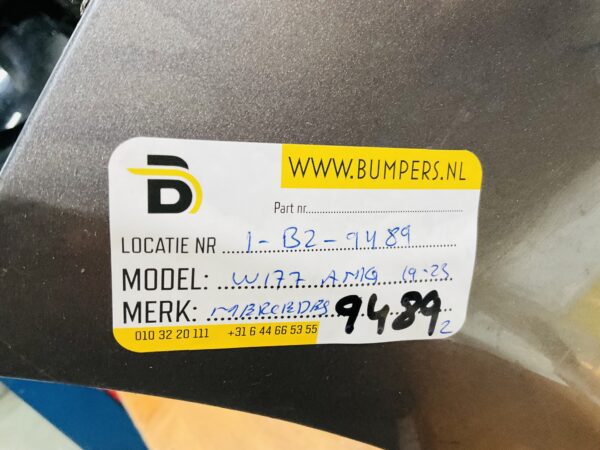 B
WWW.BUMPERS.NL
Part nr
LOCATIE NR 1-B2-9489
MODEL: W177 AMG 19-23
MERK: MERCEDES 9489 2
010 32 20 111 +31 6 44 66 53 55